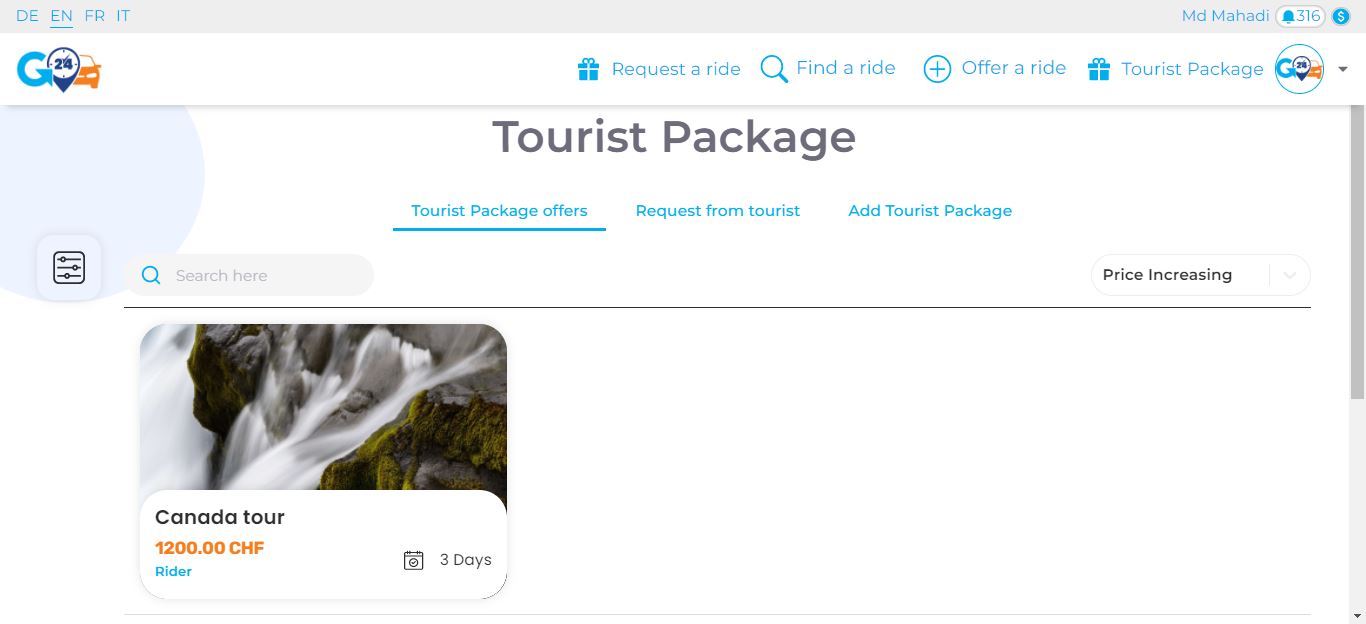 DE EN FR IT
Md Mahadi 316 $
G 24
Request a ride Find a ride Offer a ride Tourist Package G 24
Tourist Package
Tourist Package offers Request from tourist Add Tourist Package
Search here Price Increasing
Canada tour
1200.00 CHF
3 Days
Rider